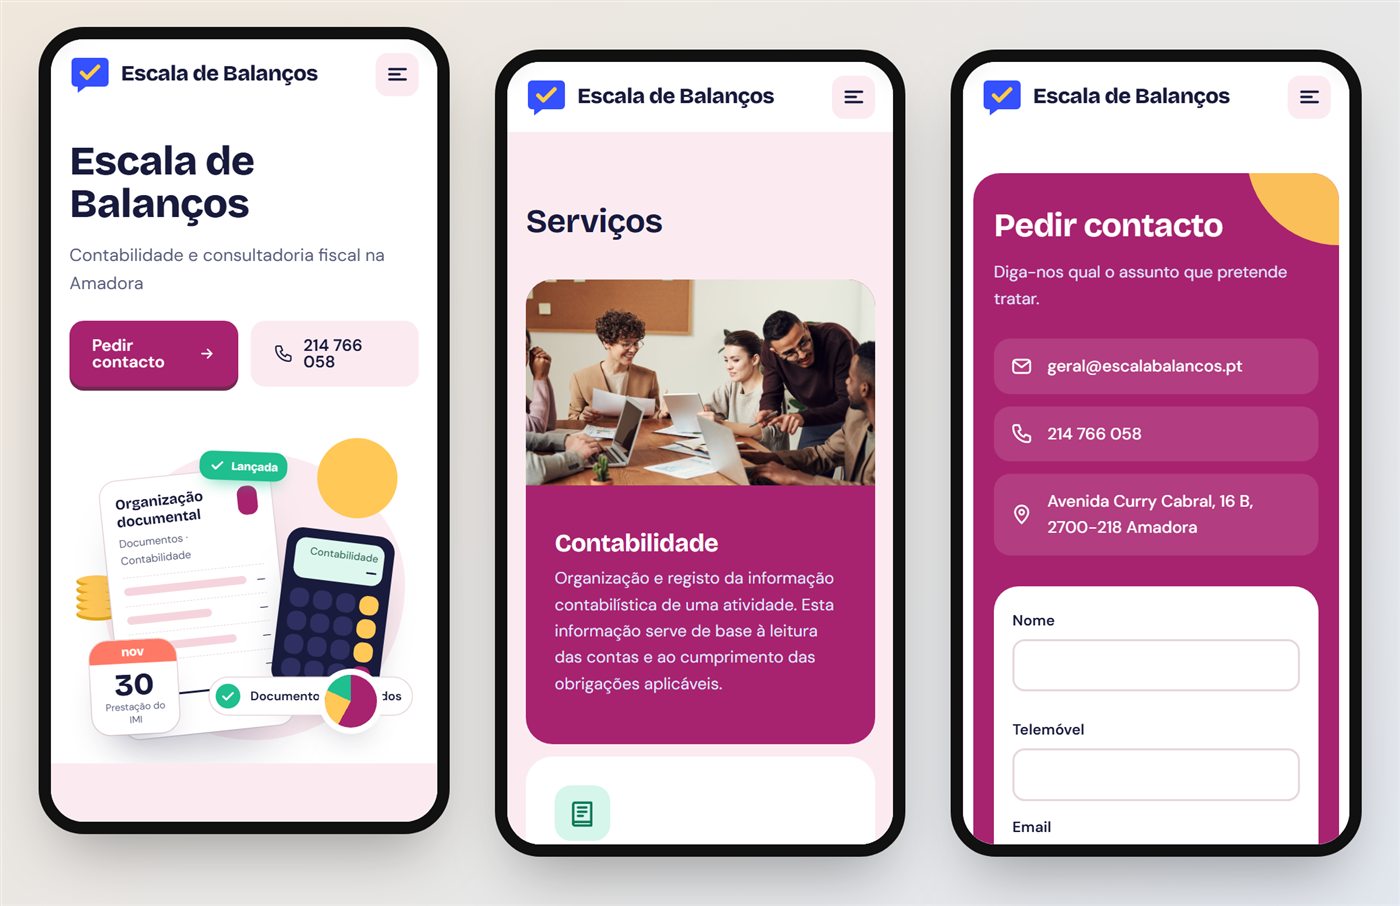 Escala de Balanços
Escala de
Balanços
Contabilidade e consultadoria fiscal na
Amadora
Pedir
contacto
214 766
058
Lançada
Organização
documental
Documentos ·
Contabilidade
Contabilidade
nov
30
Prestação do
IMI
Escala de Balanços
Serviços
Contabilidade
Organização e registo da informação
contabilística de uma atividade. Esta
informação serve de base à leitura
das contas e ao cumprimento das
obrigações aplicáveis.
Escala de Balanços
Pedir contacto
Diga-nos qual o assunto que pretende
tratar.
geral@escalabalancos.pt
214 766 058
Avenida Curry Cabral, 16 B,
2700-218 Amadora
Nome
Telemóvel
Email